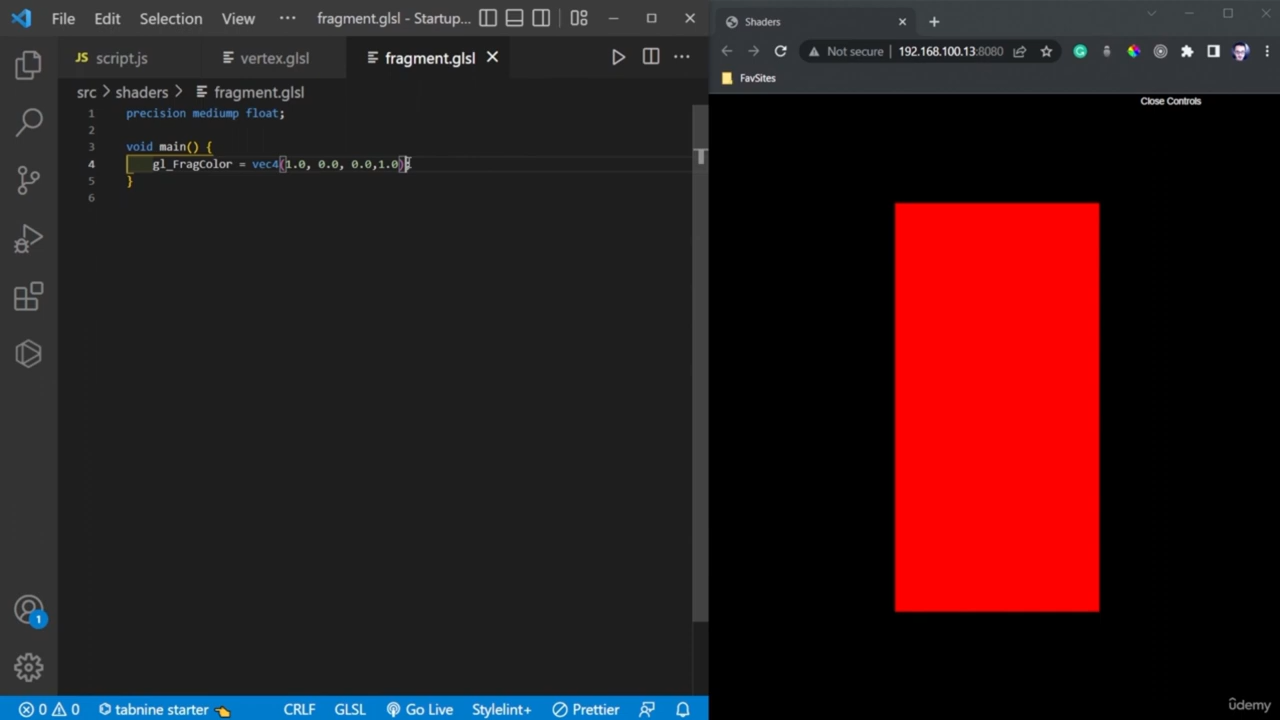 File Edit Selection View ··· fragment.glsl - Startup...
JS script.js vertex.glsl fragment.glsl
src > shaders > fragment.glsl
1 precision mediump float;
2
3 void main() {
4 gl_FragColor = vec4(1.0, 0.0, 0.0,1.0)
5 }
6
1
0 0 tabnine starter CRLF GLSL Go Live Stylelint+ Prettier
Shaders
Not secure 192.168.100.13:8080
FavSites
Close Controls
ûdemy